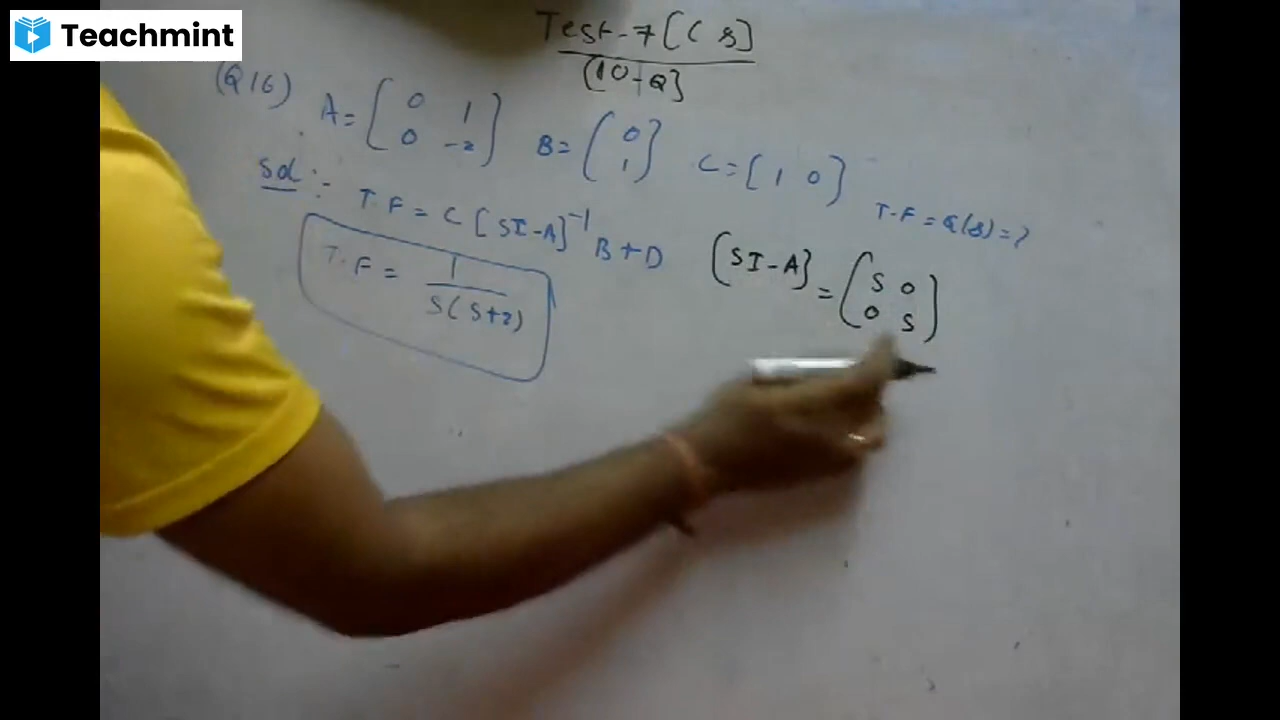 Teachmint
Test-7 [C s]
(10-Q]
(Q16) A = [0 1 0 -2] B = [0 1] C = [1 0] T.F = G(s) = ?
Sol :- T.F = C [SI-A]^-1 B + D [SI-A] = [S 0 0 S]
T.F = 1 / S(S+2)